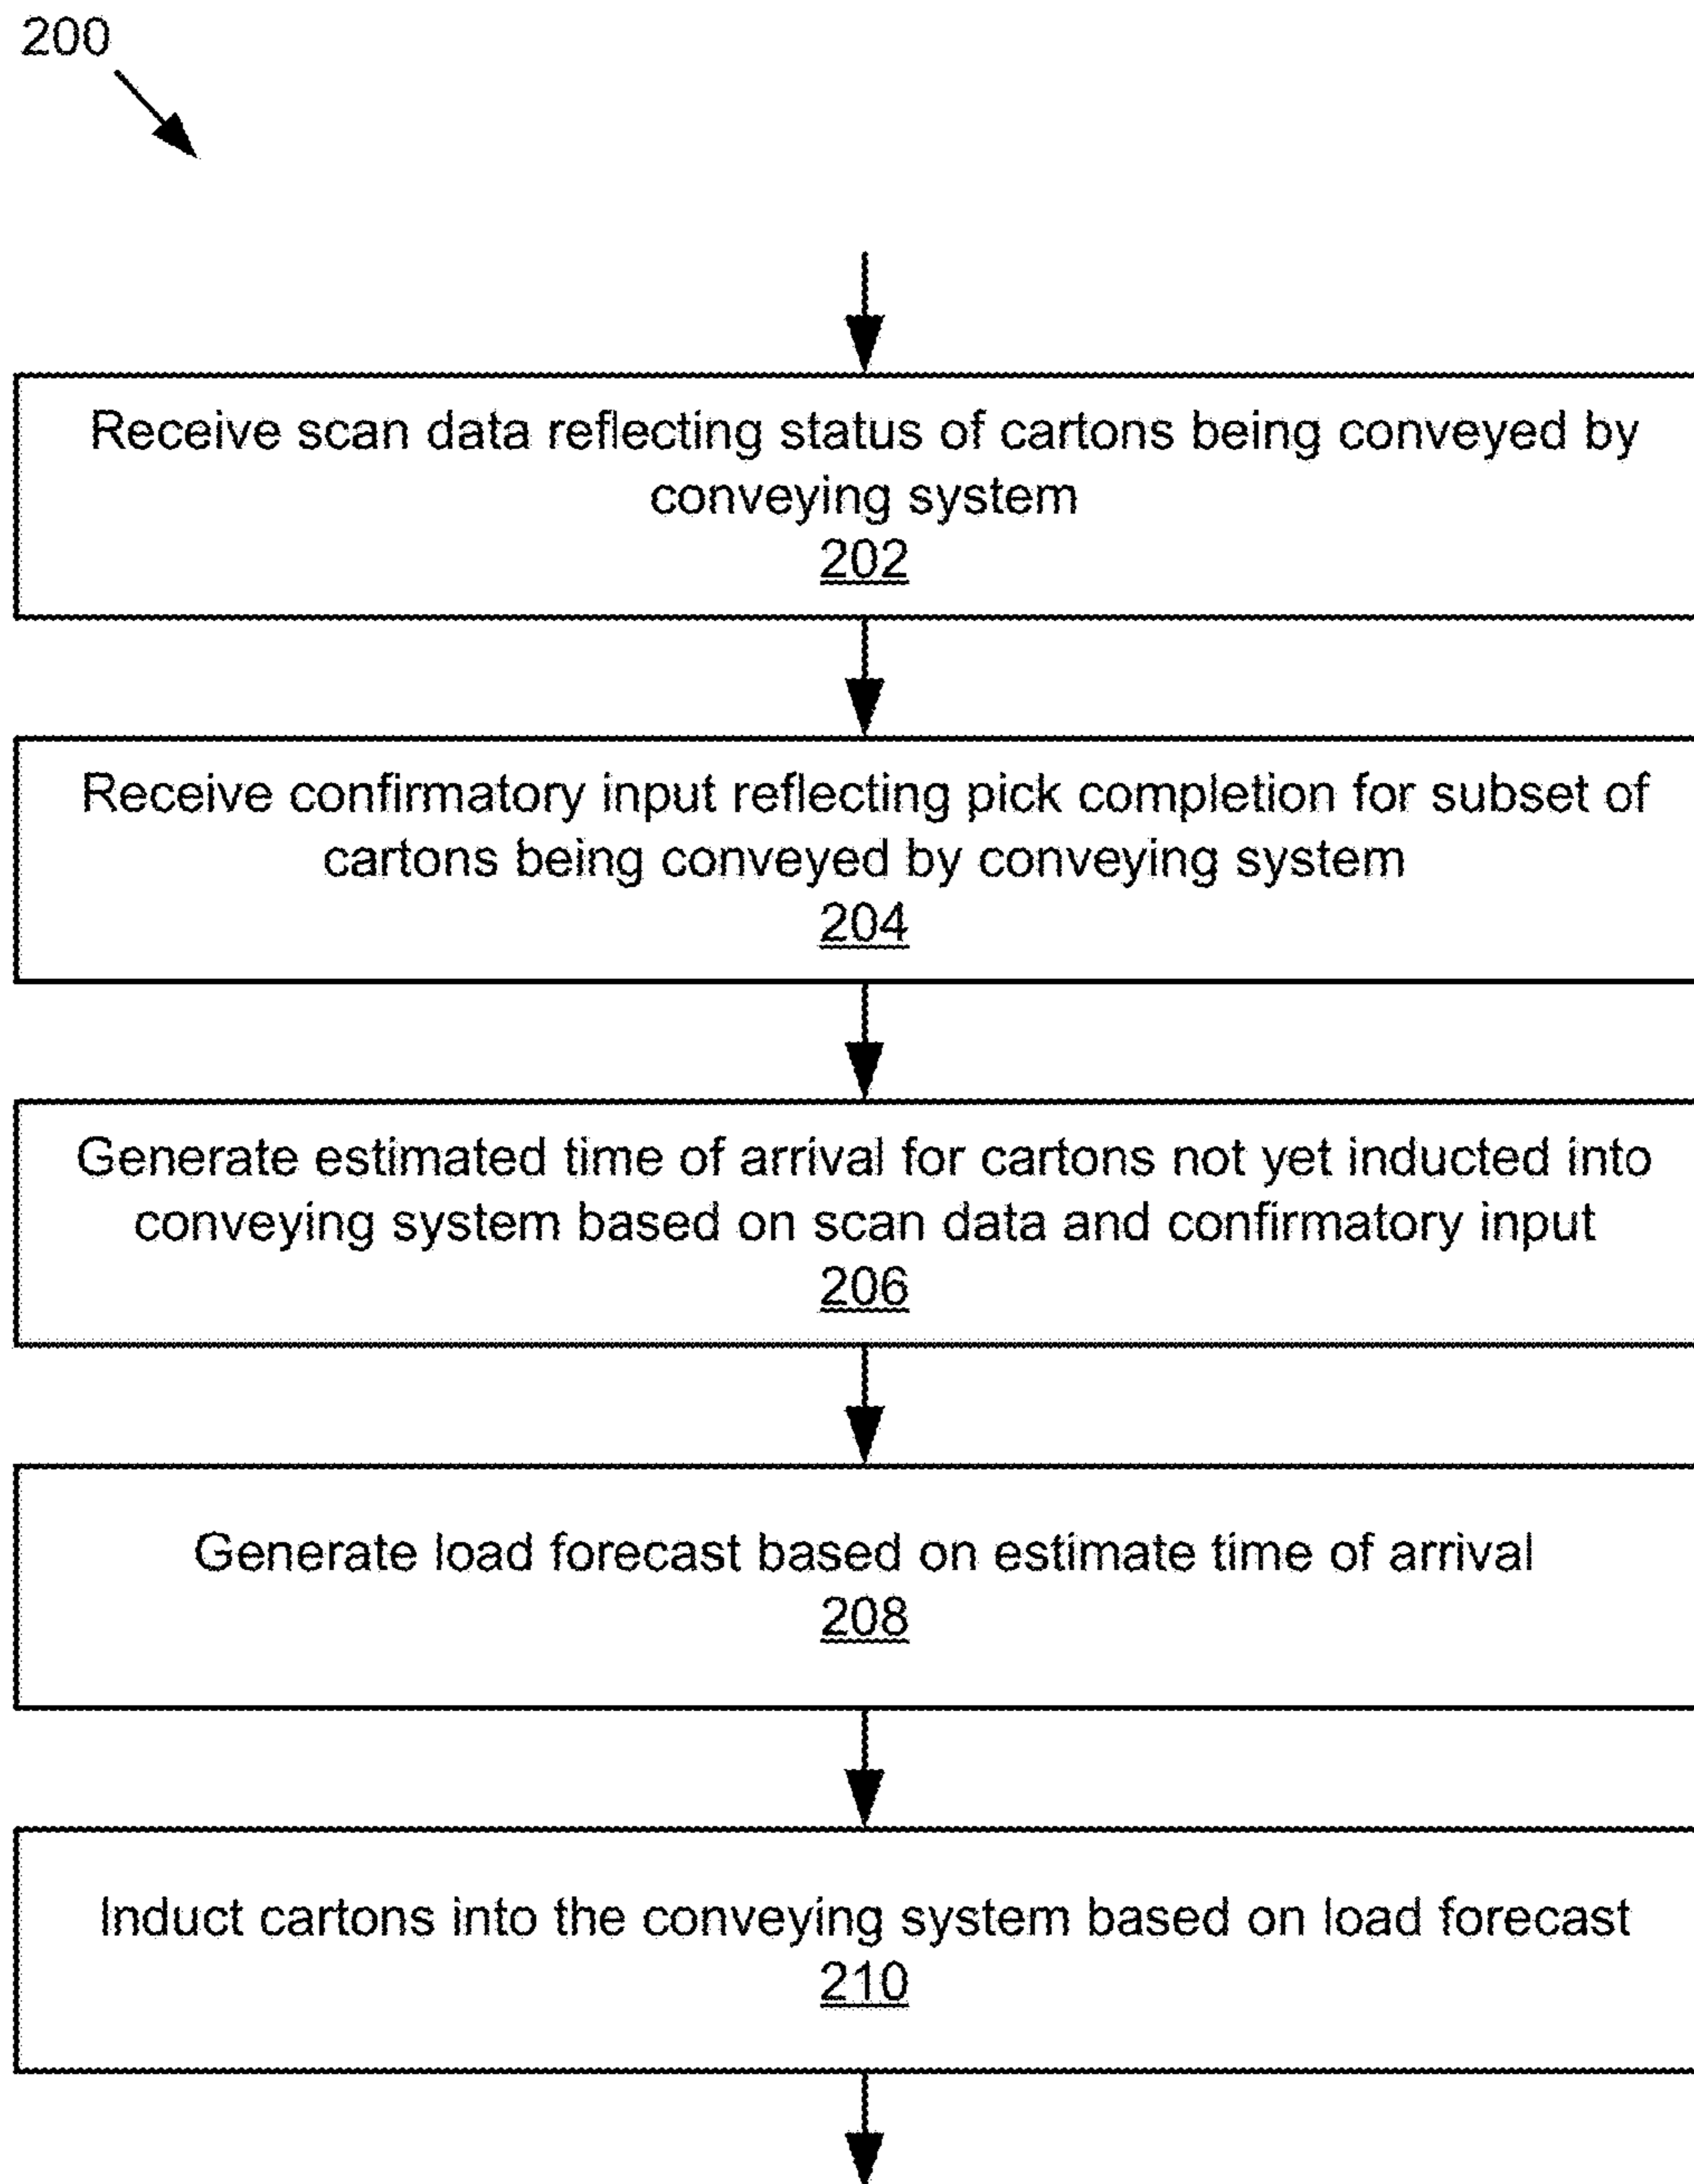 200
Receive scan data reflecting status of cartons being conveyed by
conveying system
202
Receive confirmatory input reflecting pick completion for subset of
cartons being conveyed by conveying system
204
Generate estimated time of arrival for cartons not yet inducted into
conveying system based on scan data and confirmatory input
206
Generate load forecast based on estimate time of arrival
208
Induct cartons into the conveying system based on load forecast
210